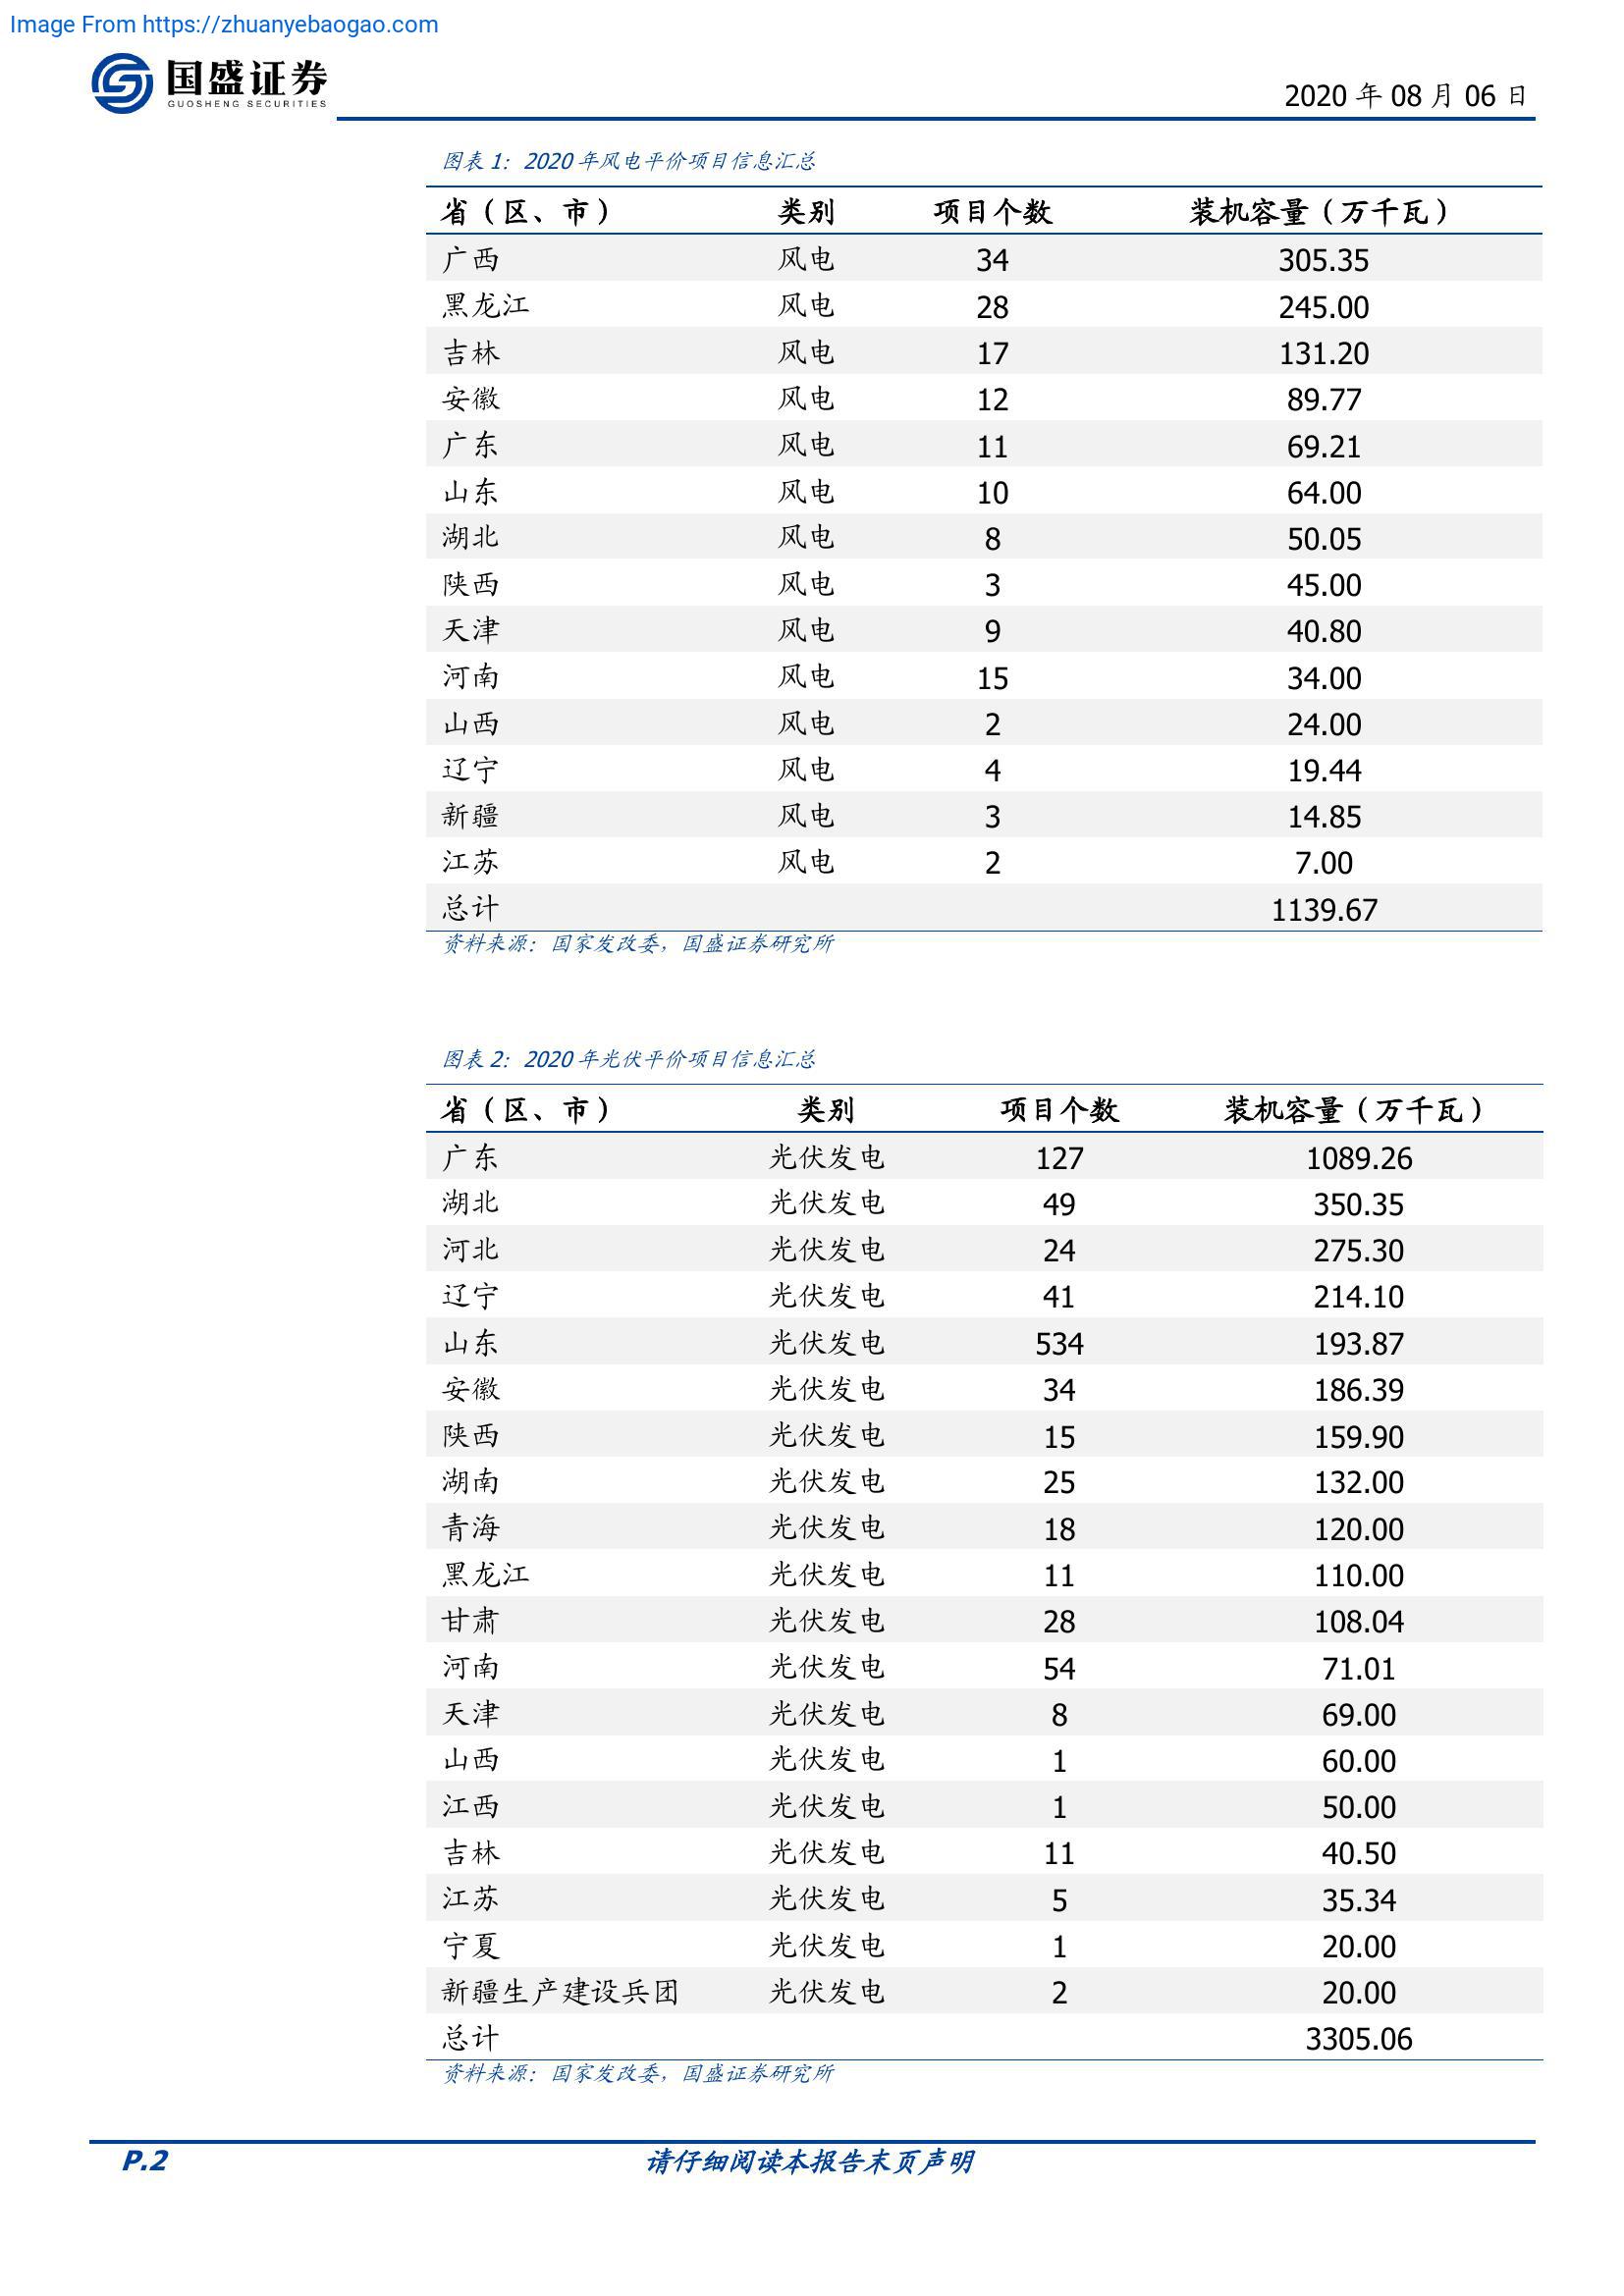 Image From https://zhuanyebaogao.com
国盛证券
GUOSHENG SECURITIES
2020 年 08 月 06 日
图表 1：2020 年风电平价项目信息汇总
省（区、市） 类别 项目个数 装机容量（万千瓦）
广西 风电 34 305.35
黑龙江 风电 28 245.00
吉林 风电 17 131.20
安徽 风电 12 89.77
广东 风电 11 69.21
山东 风电 10 64.00
湖北 风电 8 50.05
陕西 风电 3 45.00
天津 风电 9 40.80
河南 风电 15 34.00
山西 风电 2 24.00
辽宁 风电 4 19.44
新疆 风电 3 14.85
江苏 风电 2 7.00
总计 1139.67
资料来源：国家发改委，国盛证券研究所
图表 2：2020 年光伏平价项目信息汇总
省（区、市） 类别 项目个数 装机容量（万千瓦）
广东 光伏发电 127 1089.26
湖北 光伏发电 49 350.35
河北 光伏发电 24 275.30
辽宁 光伏发电 41 214.10
山东 光伏发电 534 193.87
安徽 光伏发电 34 186.39
陕西 光伏发电 15 159.90
湖南 光伏发电 25 132.00
青海 光伏发电 18 120.00
黑龙江 光伏发电 11 110.00
甘肃 光伏发电 28 108.04
河南 光伏发电 54 71.01
天津 光伏发电 8 69.00
山西 光伏发电 1 60.00
江西 光伏发电 1 50.00
吉林 光伏发电 11 40.50
江苏 光伏发电 5 35.34
宁夏 光伏发电 1 20.00
新疆生产建设兵团 光伏发电 2 20.00
总计 3305.06
资料来源：国家发改委，国盛证券研究所
P.2 请仔细阅读本报告末页声明